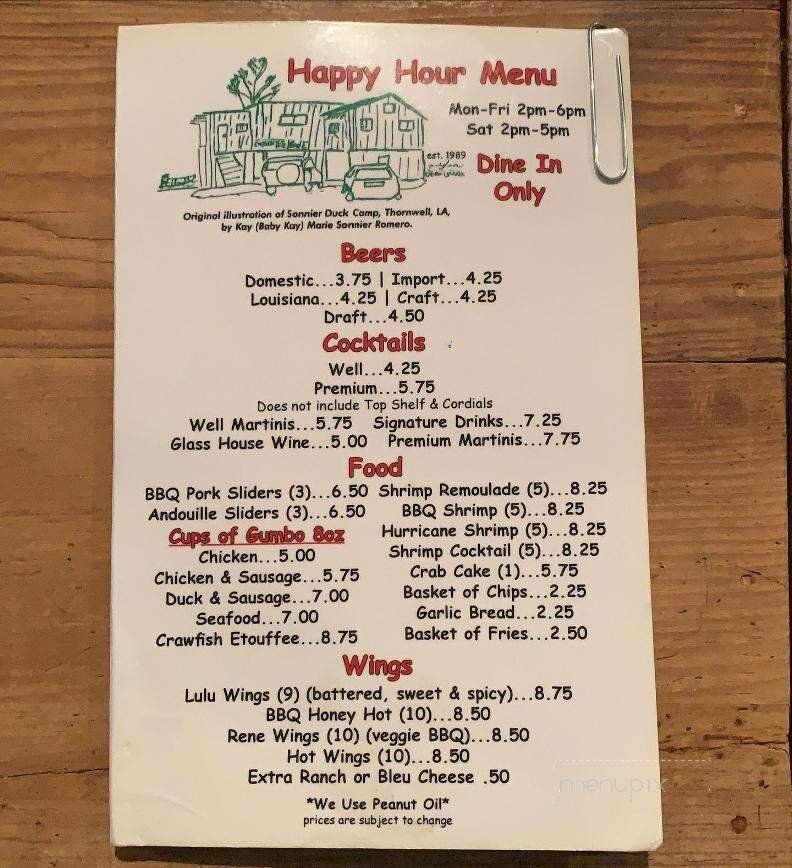 Happy Hour Menu
Mon-Fri 2pm-6pm
Sat 2pm-5pm
est. 1989
Dine In
Only
Original illustration of Sonnier Duck Camp, Thornwell, LA,
by Kay (Baby Kay) Marie Sonnier Romero.
Beers
Domestic...3.75 | Import...4.25
Louisiana...4.25 | Craft...4.25
Draft...4.50
Cocktails
Well...4.25
Premium...5.75
Does not include Top Shelf & Cordials
Well Martinis...5.75 Signature Drinks...7.25
Glass House Wine...5.00 Premium Martinis...7.75
Food
BBQ Pork Sliders (3)...6.50
Andouille Sliders (3)...6.50
Cups of Gumbo 8oz
Chicken...5.00
Chicken & Sausage...5.75
Duck & Sausage...7.00
Seafood...7.00
Crawfish Etouffee...8.75
Shrimp Remoulade (5)...8.25
BBQ Shrimp (5)...8.25
Hurricane Shrimp (5)...8.25
Shrimp Cocktail (5)...8.25
Crab Cake (1)...5.75
Basket of Chips...2.25
Garlic Bread...2.25
Basket of Fries...2.50
Wings
Lulu Wings (9) (battered, sweet & spicy)...8.75
BBQ Honey Hot (10)...8.50
Rene Wings (10) (veggie BBQ)...8.50
Hot Wings (10)...8.50
Extra Ranch or Bleu Cheese .50
*We Use Peanut Oil*
prices are subject to change
menupix